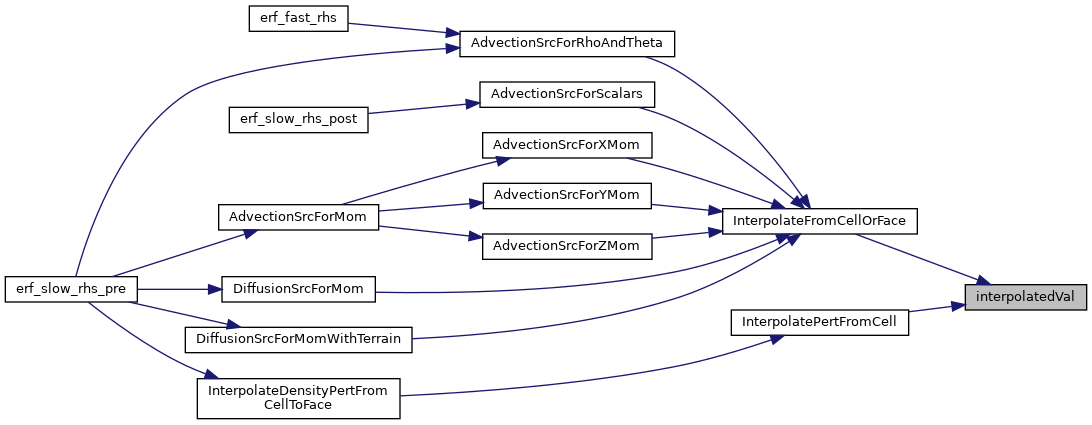 erf_fast_rhs
AdvectionSrcForRhoAndTheta
AdvectionSrcForScalars
erf_slow_rhs_post
AdvectionSrcForXMom
AdvectionSrcForYMom
AdvectionSrcForMom
InterpolateFromCellOrFace
AdvectionSrcForZMom
erf_slow_rhs_pre
DiffusionSrcForMom
interpolatedVal
InterpolatePertFromCell
DiffusionSrcForMomWithTerrain
InterpolateDensityPertFrom
CellToFace